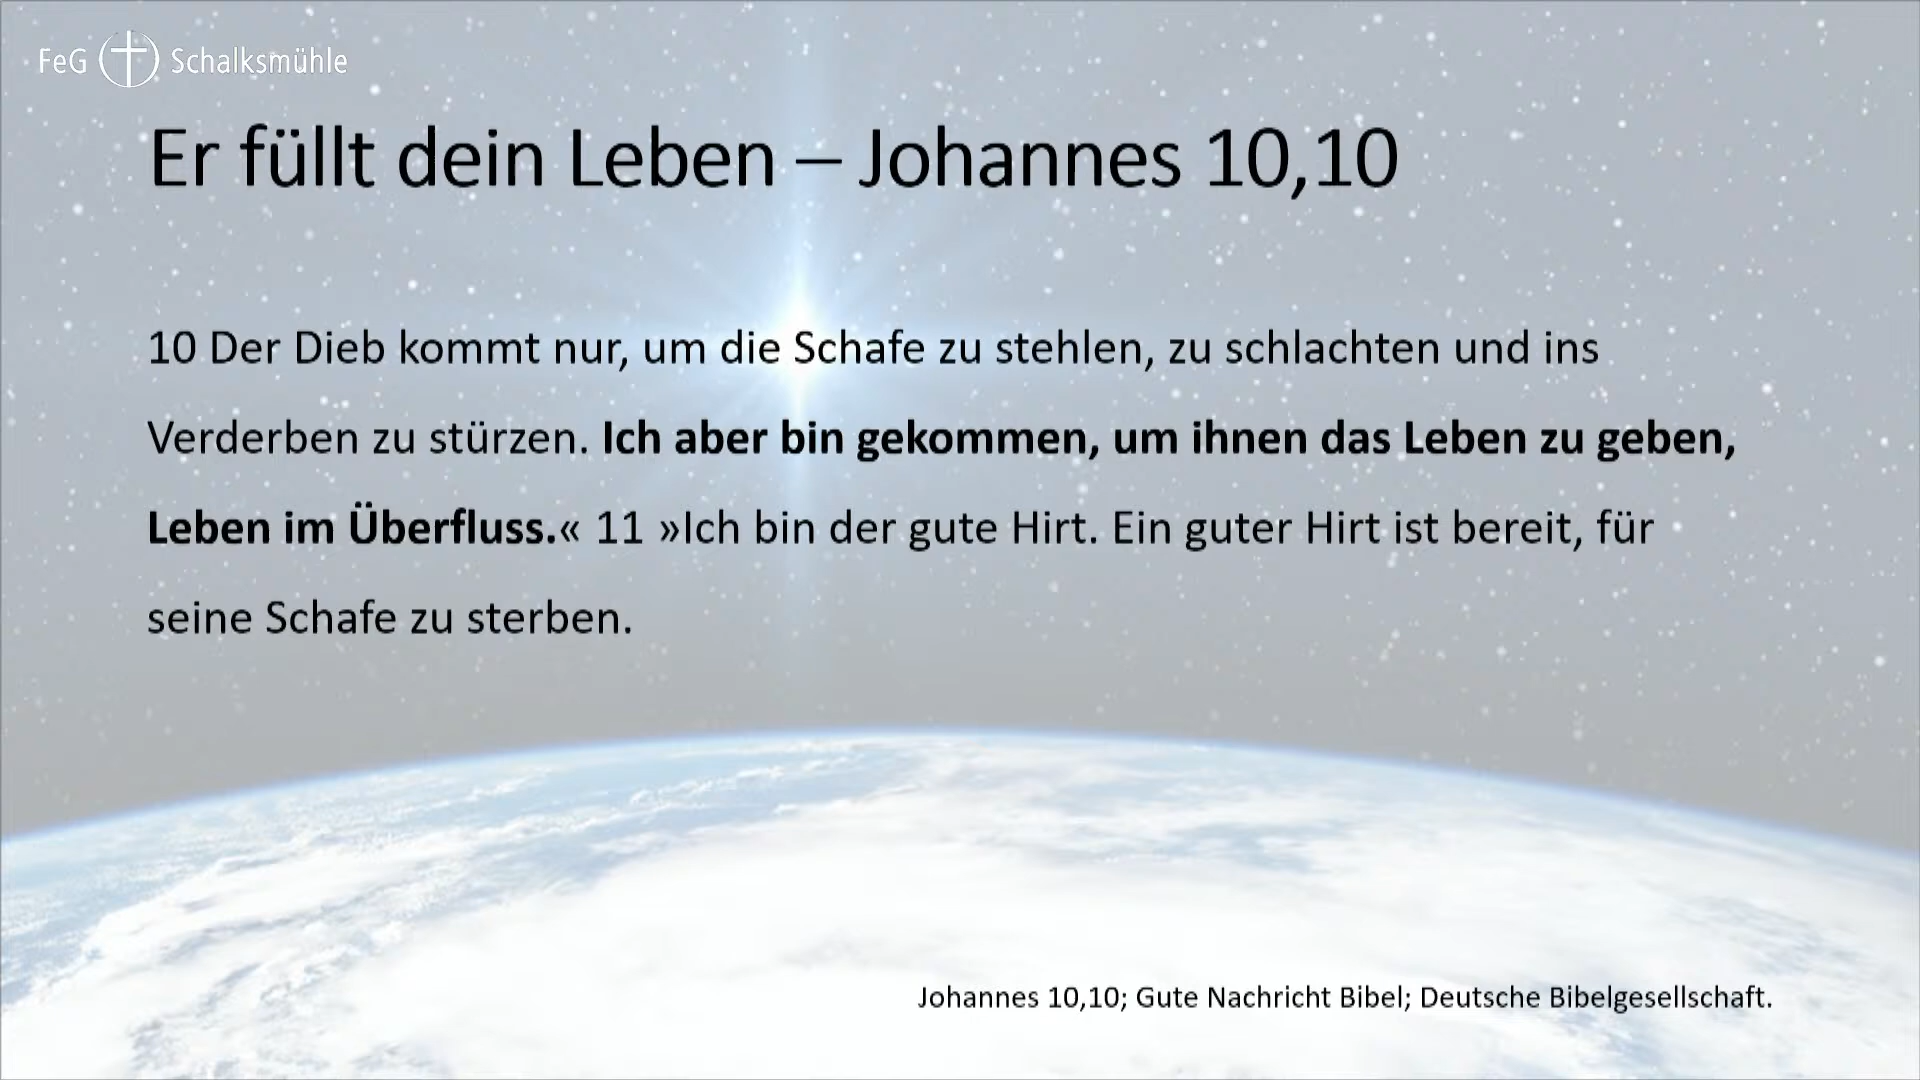 FeG Schalksmühle
Er füllt dein Leben – Johannes 10,10
10 Der Dieb kommt nur, um die Schafe zu stehlen, zu schlachten und ins
Verderben zu stürzen. Ich aber bin gekommen, um ihnen das Leben zu geben,
Leben im Überfluss.« 11 »Ich bin der gute Hirt. Ein guter Hirt ist bereit, für
seine Schafe zu sterben.
Johannes 10,10; Gute Nachricht Bibel; Deutsche Bibelgesellschaft.